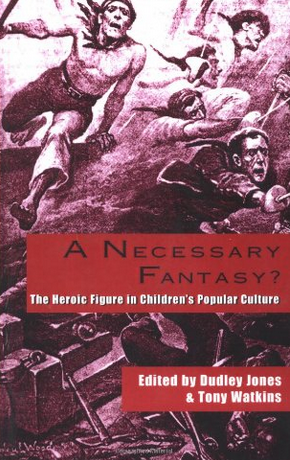 A Necessary
Fantasy?
The Heroic Figure in Children's Popular Culture
Edited by Dudley Jones
& Tony Watkins